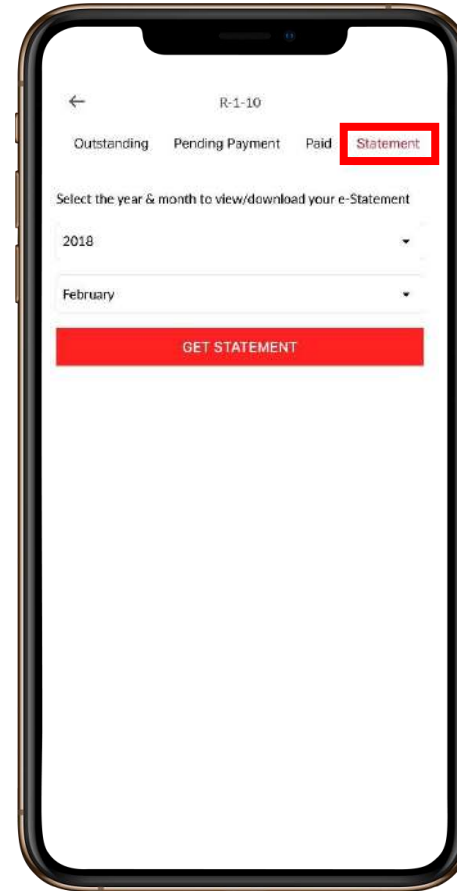 R-1-10
Outstanding Pending Payment Paid Statement
Select the year & month to view/download your e-Statement
2018
February
GET STATEMENT